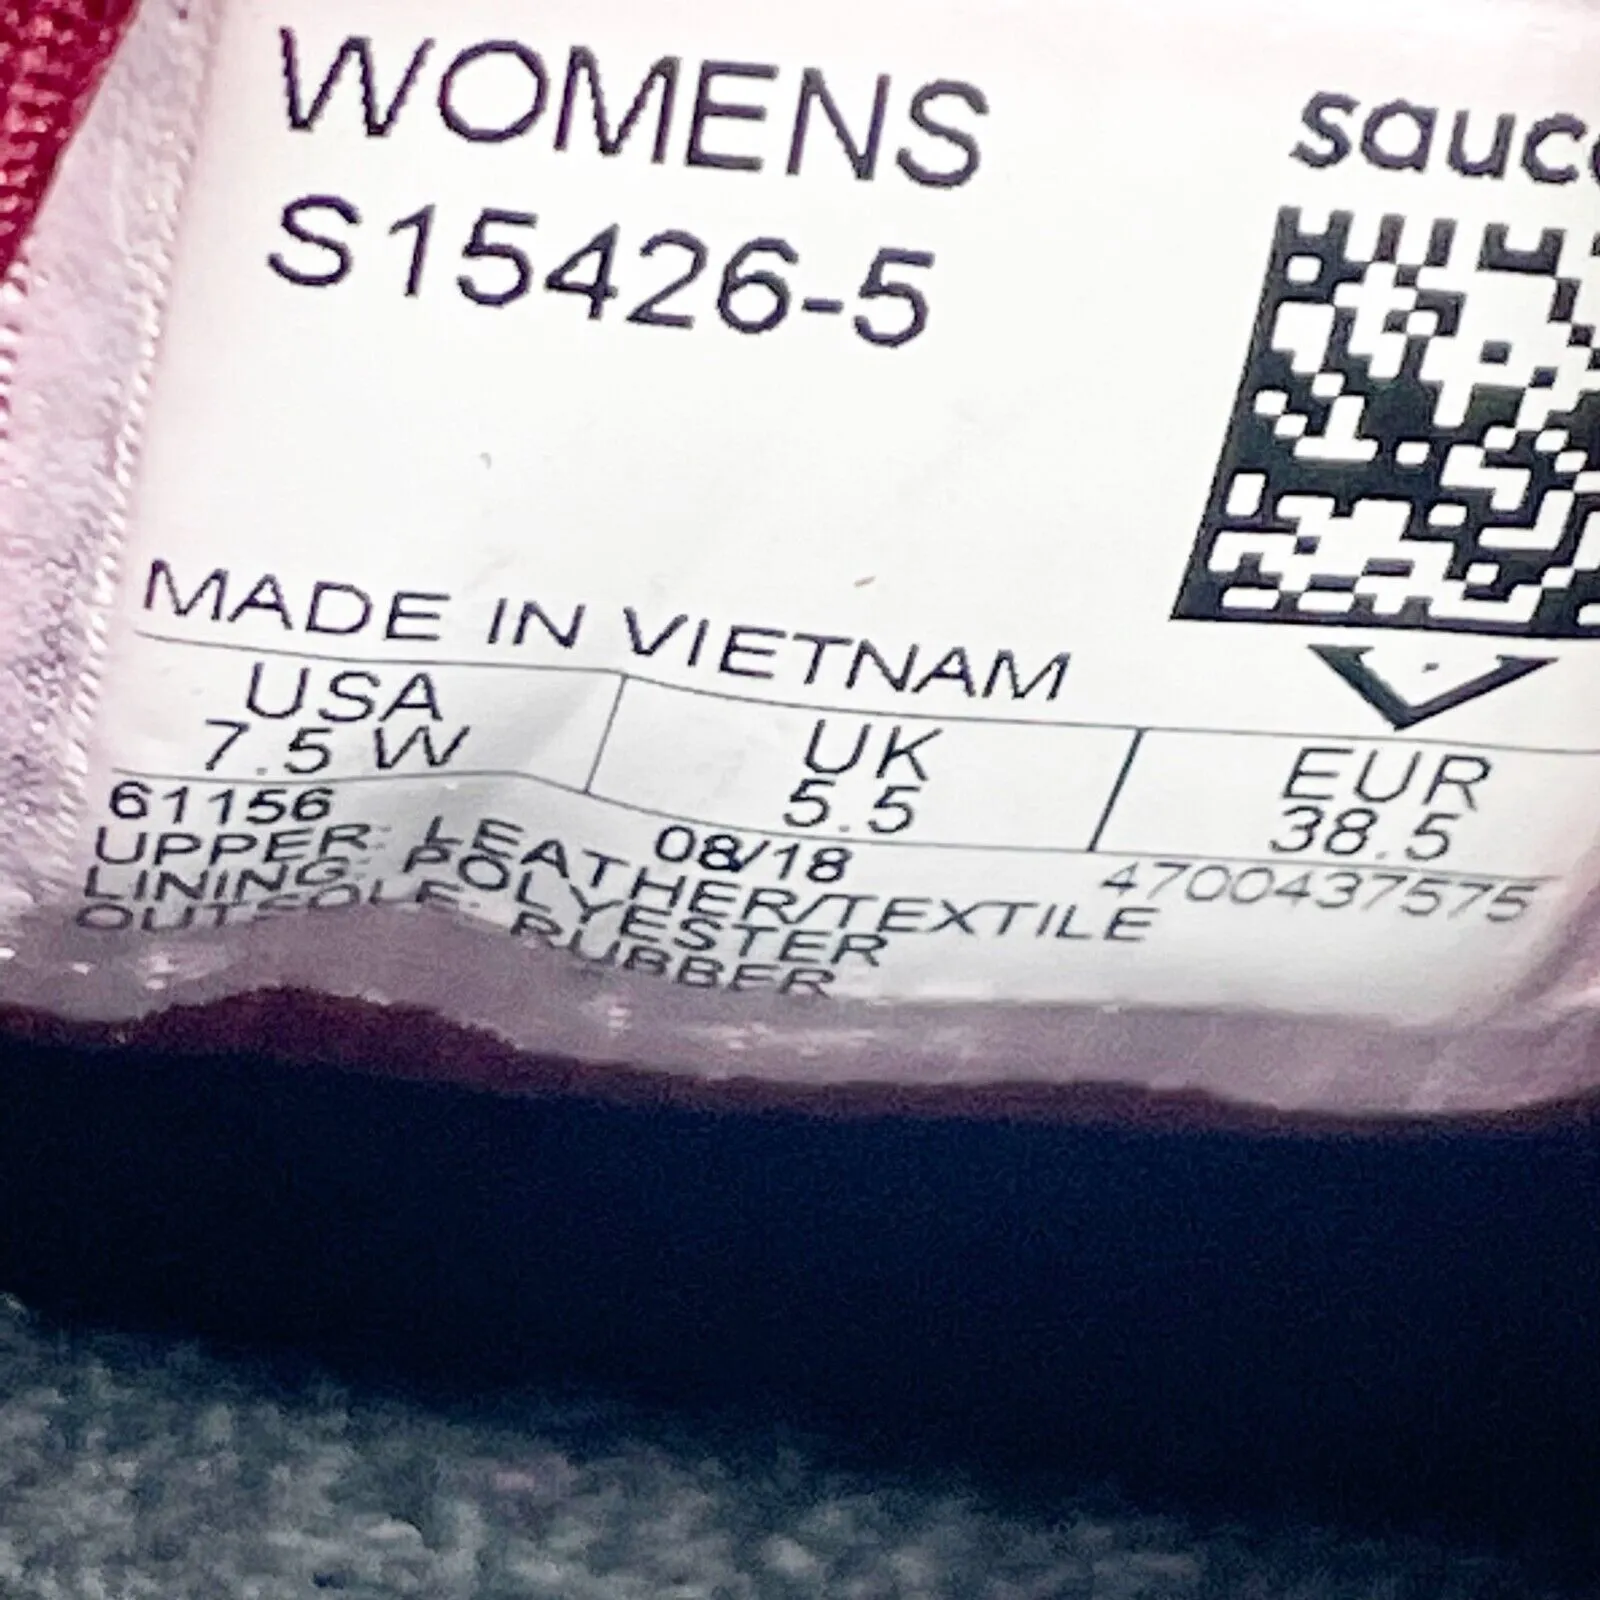 WOMENS
sauc
S15426-5
MADE IN VIETNAM
USA UK EUR
7.5 W 5.5 38.5
61156 08/18 4700437575
UPPER: LEATHER/TEXTILE
LINING: POLYESTER
OUTSOLE: RUBBER